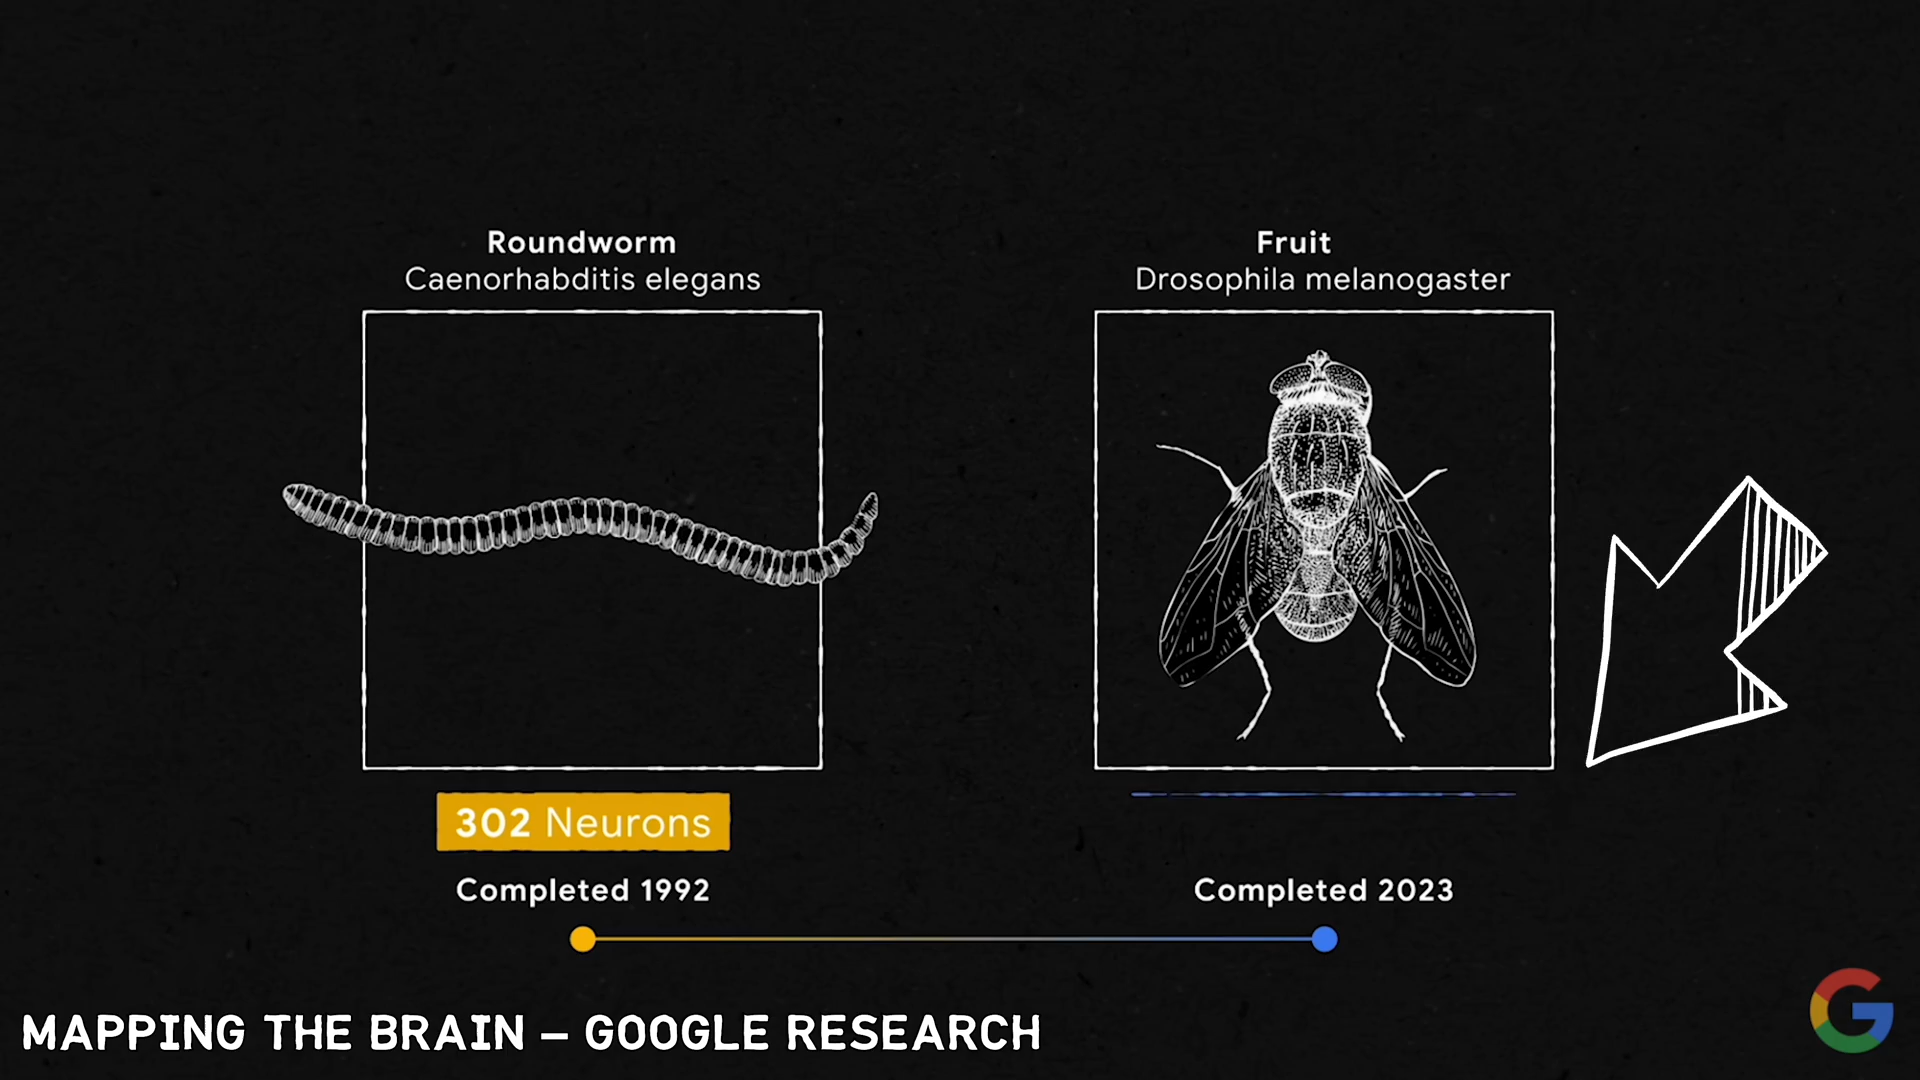 Roundworm
Caenorhabditis elegans
Fruit
Drosophila melanogaster
302 Neurons
Completed 1992
Completed 2023
MAPPING THE BRAIN – GOOGLE RESEARCH